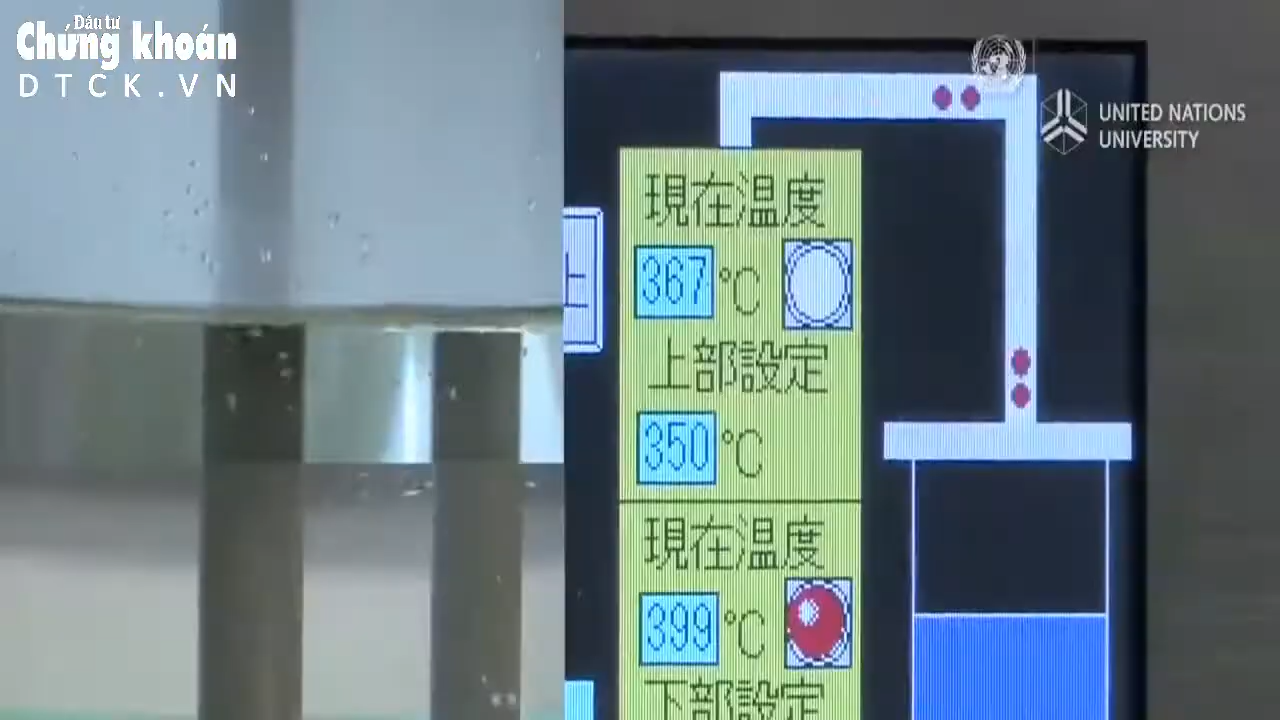 Đầu tư
Chứng khoán
DTCK.VN
UNITED NATIONS
UNIVERSITY
現在温度
367 ℃
上
上部設定
350 ℃
現在温度
399 ℃
下部設定